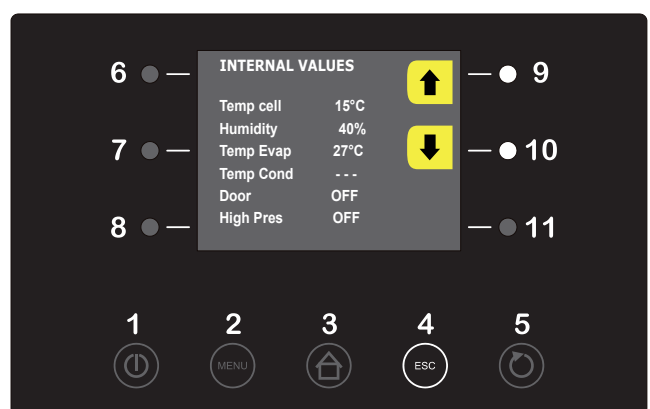 INTERNAL VALUES
6
9
Temp cell 15°C
Humidity 40%
7
Temp Evap 27°C
10
Temp Cond - - -
Door OFF
8
High Pres OFF
11
1 2 3 4 5
MENU ESC